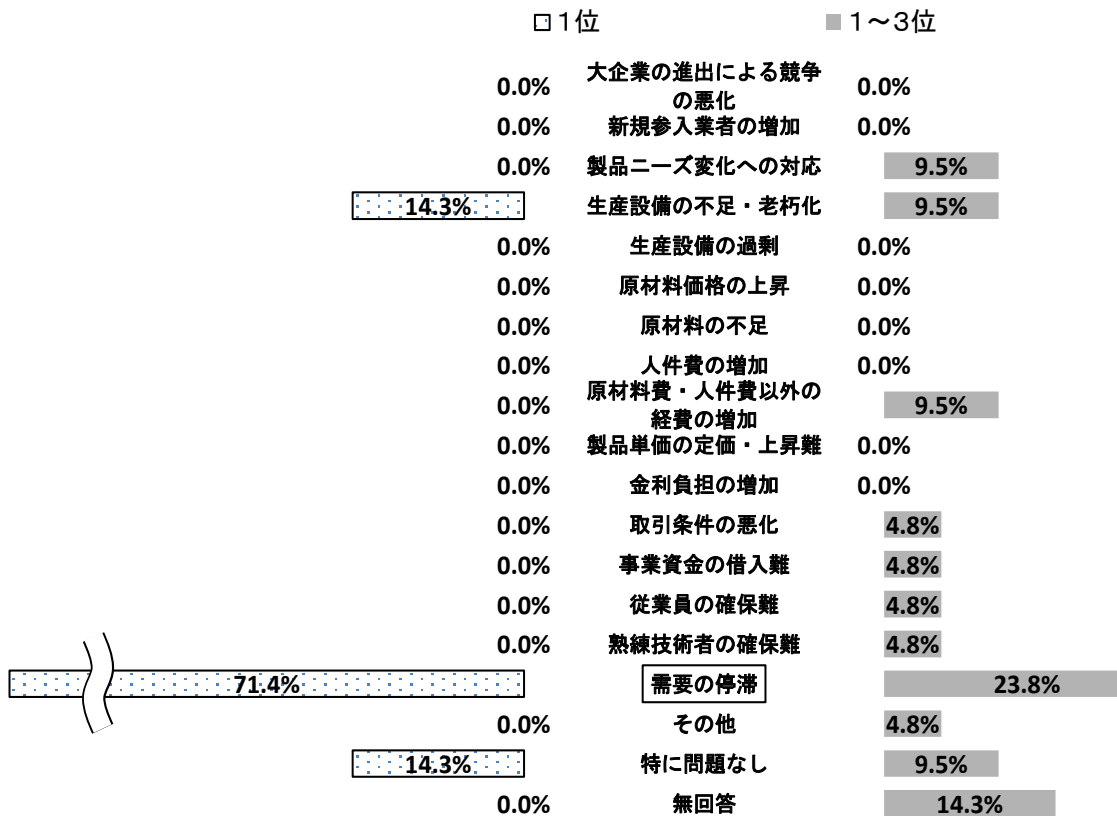 1位 1～3位
0.0% 大企業の進出による競争
の悪化 0.0%
0.0% 新規参入業者の増加 0.0%
0.0% 製品ニーズ変化への対応 9.5%
14.3% 生産設備の不足・老朽化 9.5%
0.0% 生産設備の過剰 0.0%
0.0% 原材料価格の上昇 0.0%
0.0% 原材料の不足 0.0%
0.0% 人件費の増加 0.0%
0.0% 原材料費・人件費以外の
経費の増加 9.5%
0.0% 製品単価の定価・上昇難 0.0%
0.0% 金利負担の増加 0.0%
0.0% 取引条件の悪化 4.8%
0.0% 事業資金の借入難 4.8%
0.0% 従業員の確保難 4.8%
0.0% 熟練技術者の確保難 4.8%
71.4% 需要の停滞 23.8%
0.0% その他 4.8%
14.3% 特に問題なし 9.5%
0.0% 無回答 14.3%